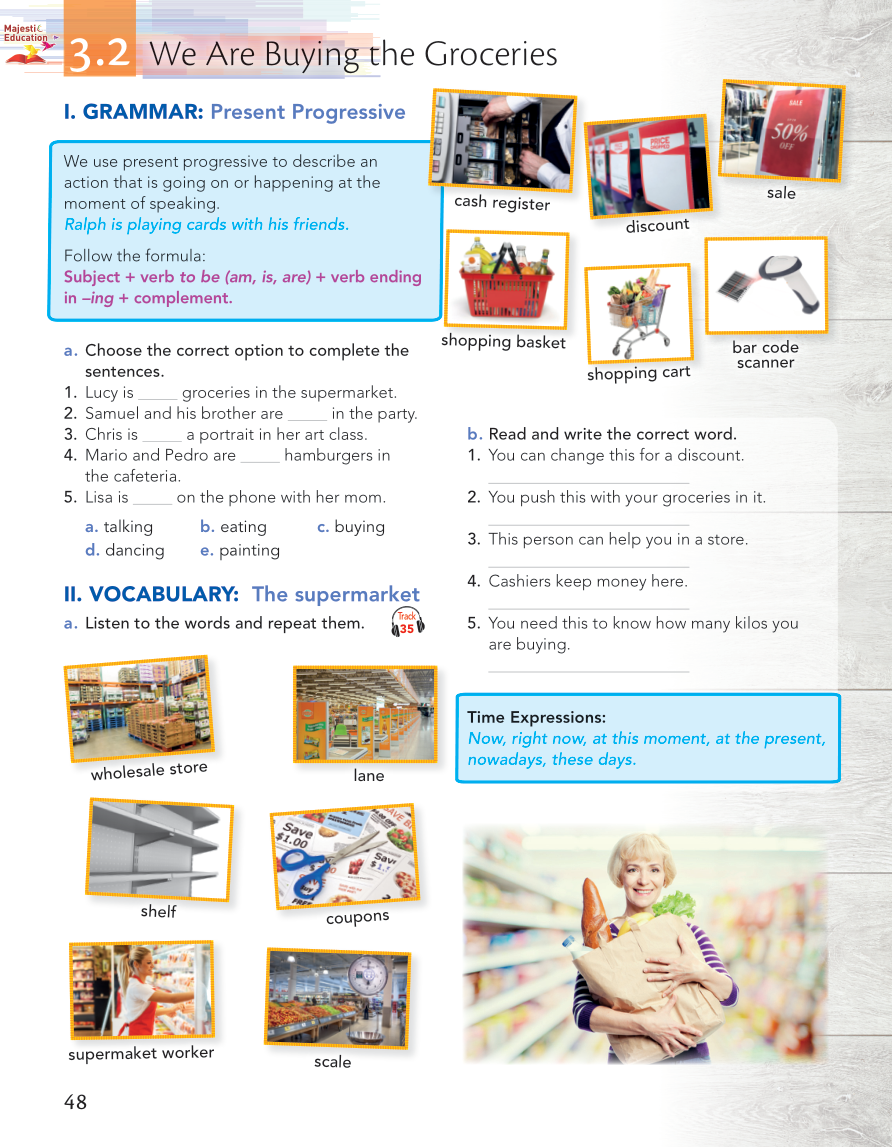 Majesti
Education
3.2 We Are Buying the Groceries
I. GRAMMAR: Present Progressive
We use present progressive to describe an
action that is going on or happening at the
moment of speaking.
Ralph is playing cards with his friends.
Follow the formula:
Subject + verb to be (am, is, are) + verb ending
in –ing + complement.
a. Choose the correct option to complete the
sentences.
1. Lucy is _____ groceries in the supermarket.
2. Samuel and his brother are _____ in the party.
3. Chris is _____ a portrait in her art class.
4. Mario and Pedro are _____ hamburgers in
the cafeteria.
5. Lisa is _____ on the phone with her mom.
a. talking b. eating c. buying
d. dancing e. painting
II. VOCABULARY: The supermarket
a. Listen to the words and repeat them.
Track
35
wholesale store
lane
shelf
Save
$1.00
SAVE
Save
coupons
supermaket worker
scale
cash register
PRICE
discount
SALE
50%
OFF
sale
shopping basket
shopping cart
bar code
scanner
b. Read and write the correct word.
1. You can change this for a discount.
2. You push this with your groceries in it.
3. This person can help you in a store.
4. Cashiers keep money here.
5. You need this to know how many kilos you
are buying.
Time Expressions:
Now, right now, at this moment, at the present,
nowadays, these days.
48